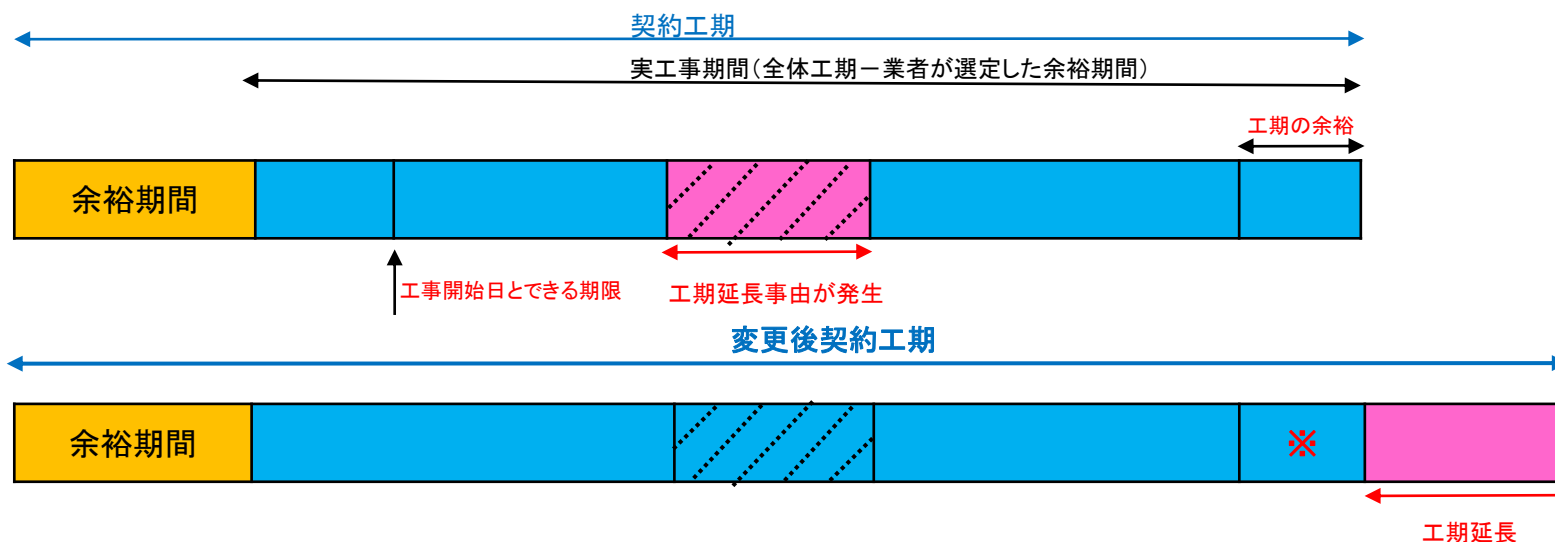 契約工期
実工事期間(全体工期－業者が選定した余裕期間)
工期の余裕
余裕期間
工事開始日とできる期限
工期延長事由が発生
変更後契約工期
余裕期間
※
工期延長